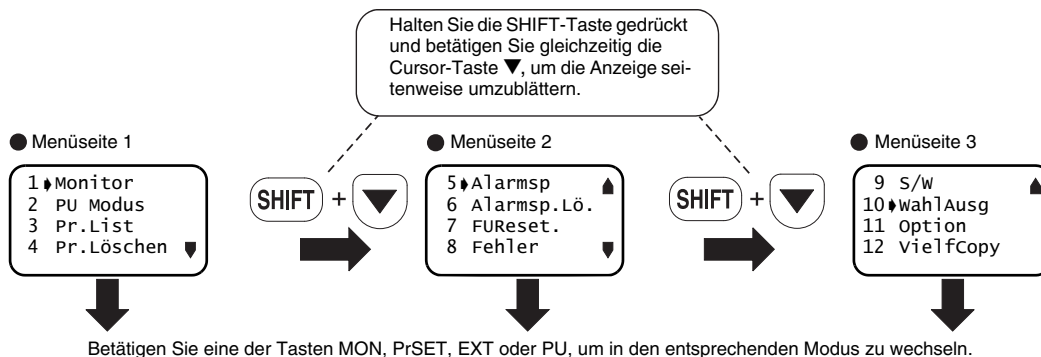 Halten Sie die SHIFT-Taste gedrückt
und betätigen Sie gleichzeitig die
Cursor-Taste ▼, um die Anzeige sei-
tenweise umzublättern.
● Menüseite 1
1 Monitor
2 PU Modus
3 Pr.List
4 Pr.Löschen
SHIFT + ▼
● Menüseite 2
5 Alarmsp
6 Alarmsp.Lö.
7 FUReset.
8 Fehler
SHIFT + ▼
● Menüseite 3
9 S/W
10 WahlAusg
11 Option
12 VielfCopy
Betätigen Sie eine der Tasten MON, PrSET, EXT oder PU, um in den entsprechenden Modus zu wechseln.